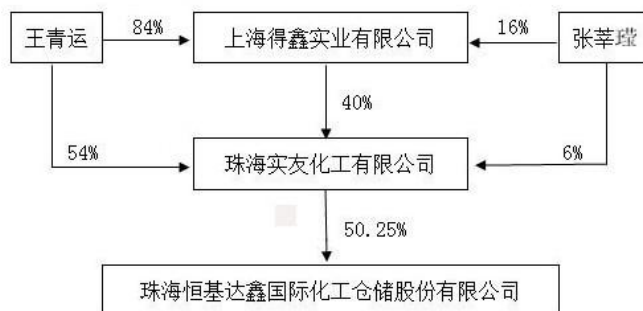 王青运
84%
上海得鑫实业有限公司
16%
张莘瑬
40%
54%
珠海实友化工有限公司
6%
50.25%
珠海恒基达鑫国际化工仓储股份有限公司